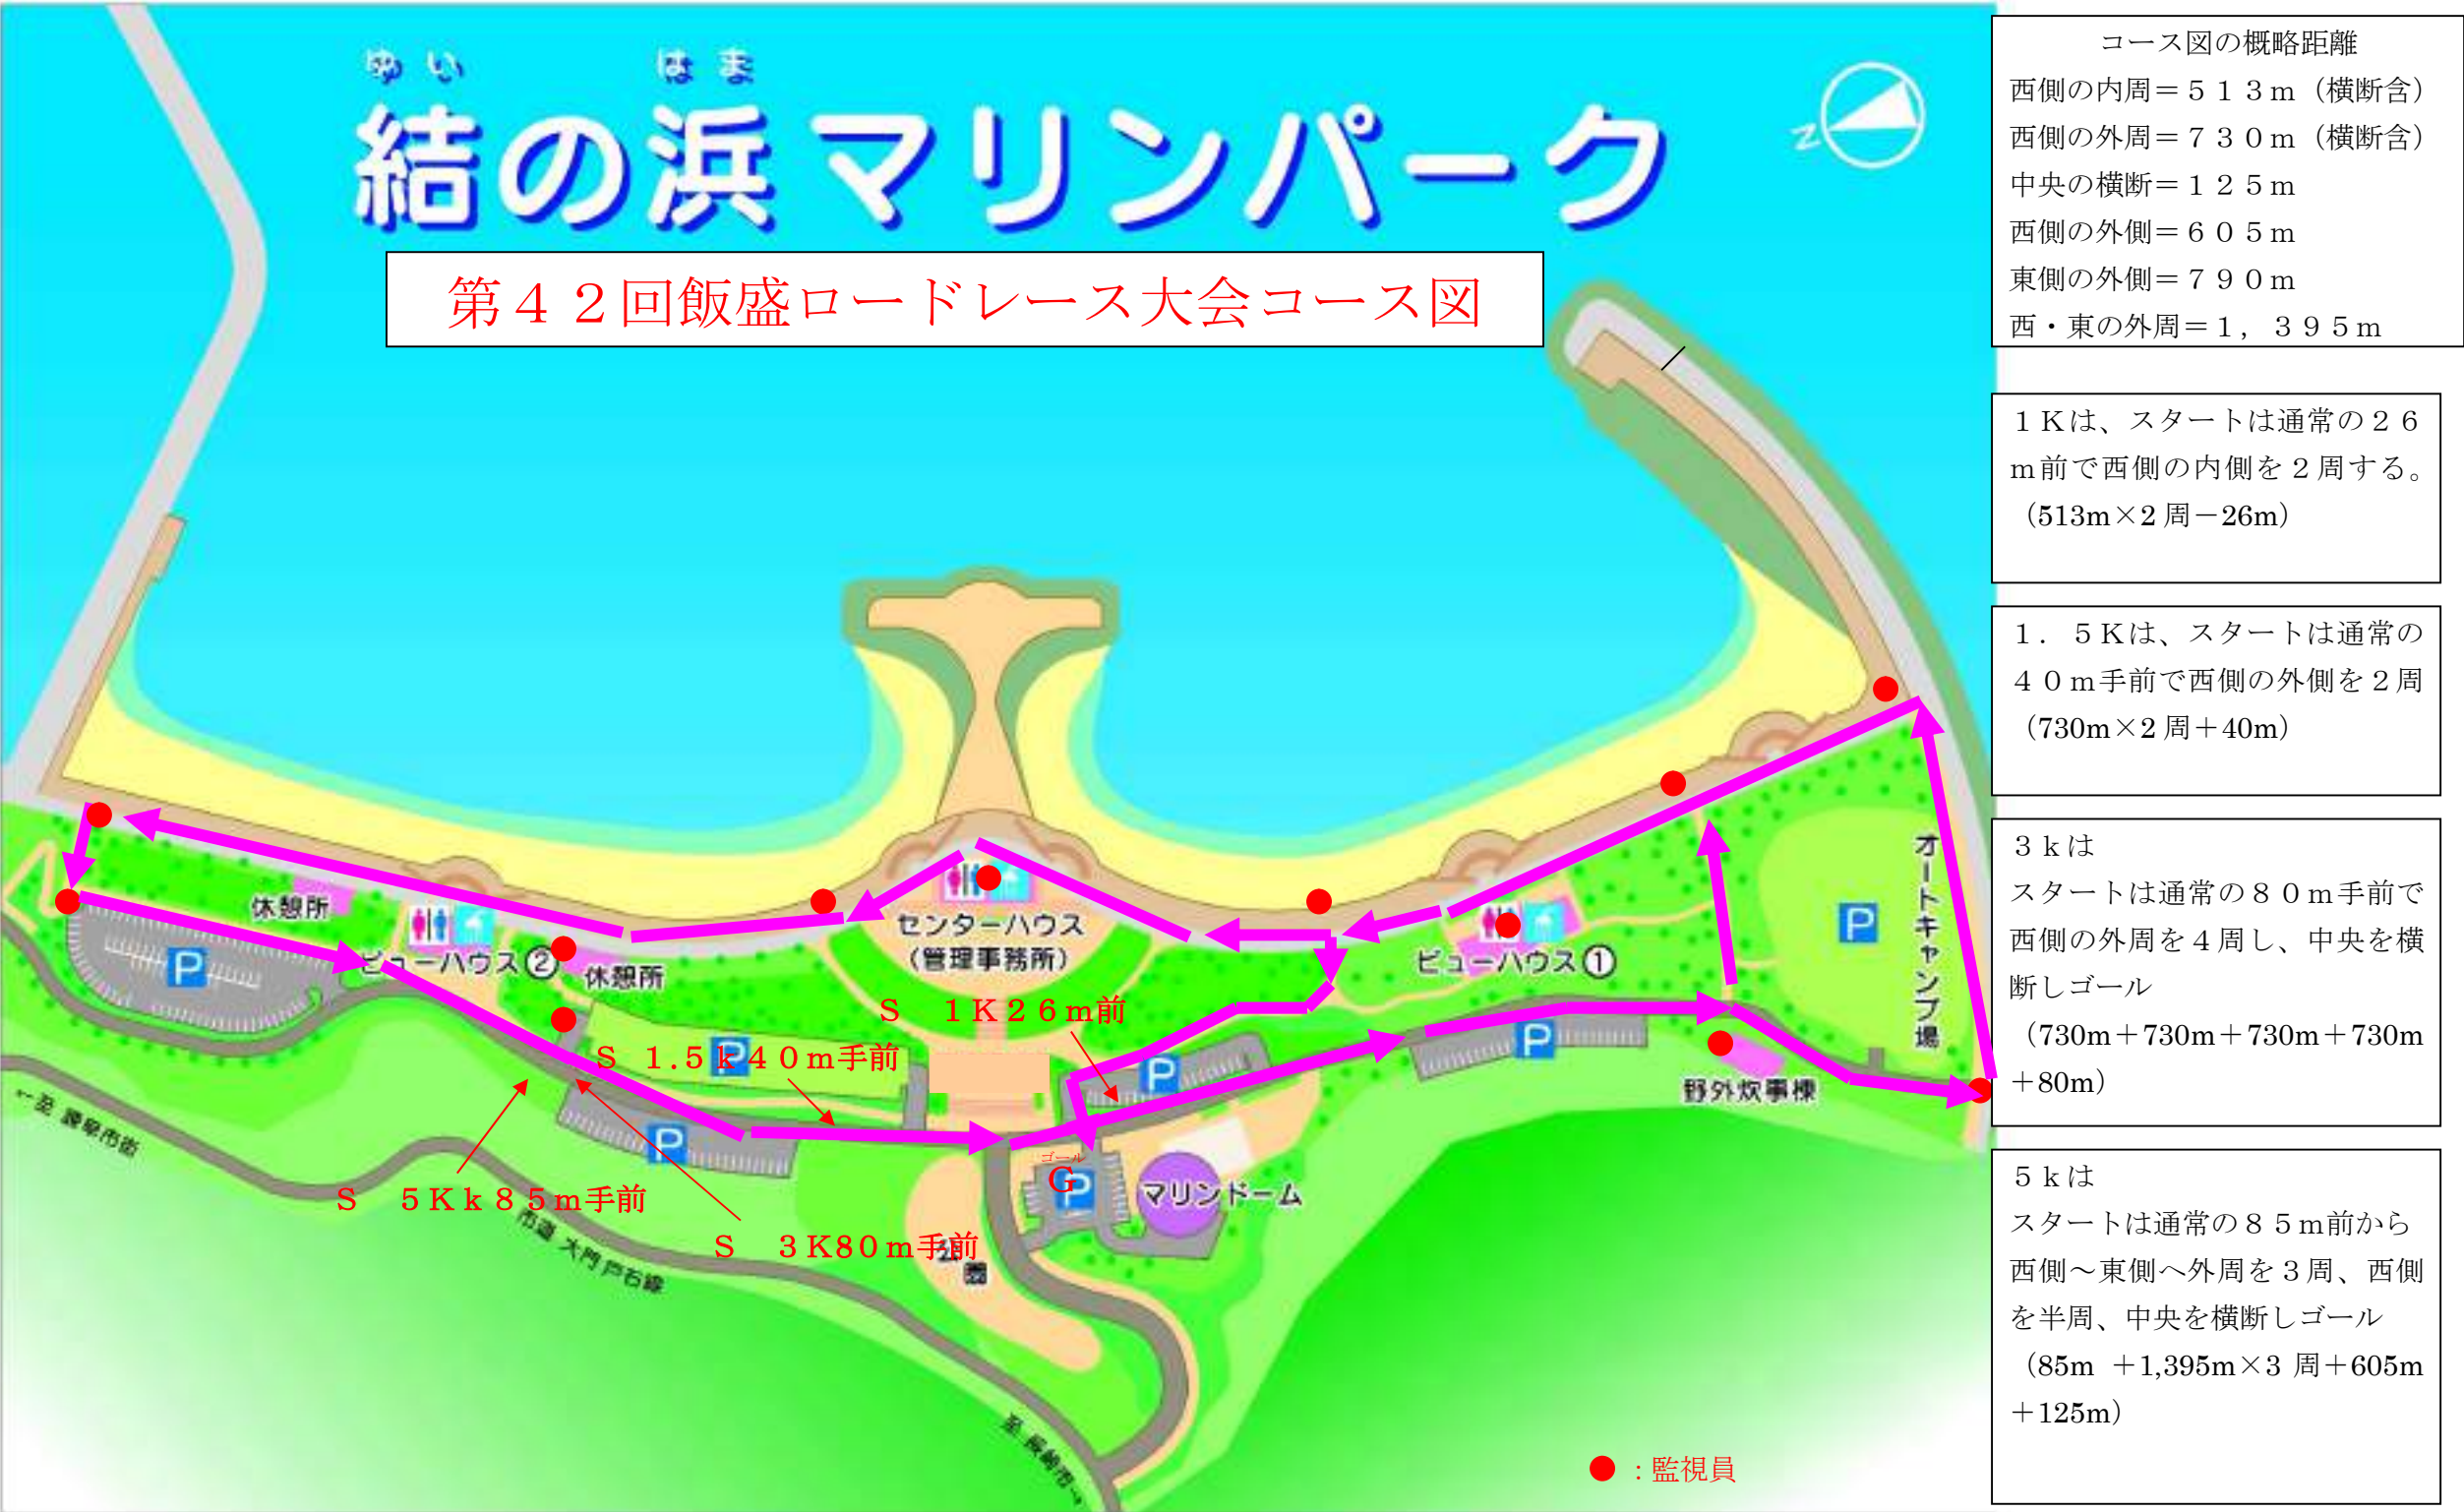 ゆい はま
結の浜マリンパーク
第４２回飯盛ロードレース大会コース図
N
コース図の概略距離
西側の内周＝５１３ｍ（横断含）
西側の外周＝７３０ｍ（横断含）
中央の横断＝１２５ｍ
西側の外側＝６０５ｍ
東側の外側＝７９０ｍ
西・東の外周＝１，３９５ｍ
１Ｋは、スタートは通常の２６
ｍ前で西側の内側を２周する。
（513m×2 周－26m）
１．５Ｋは、スタートは通常の
４０ｍ手前で西側の外側を２周
（730m×2 周＋40m）
３ｋは
スタートは通常の８０ｍ手前で
西側の外周を４周し、中央を横
断しゴール
（730m＋730m＋730m＋730m
＋80m）
５ｋは
スタートは通常の８５ｍ前から
西側～東側へ外周を３周、西側
を半周、中央を横断しゴール
（85m ＋1,395m×3 周＋605m
＋125m）
休憩所
P
ビューハウス②
休憩所
センターハウス
（管理事務所）
ビューハウス①
P
オートキャンプ場
S １Ｋ２６ｍ前
S 1.5ｋ４０ｍ手前
P
P
P
野外炊事棟
P
ゴール
G
P
マリンドーム
S ５Ｋｋ８５ｍ手前
S ３Ｋ80ｍ手前
公園
←至 諫早市街
市道 大門戸石線
至 長崎市→
●：監視員